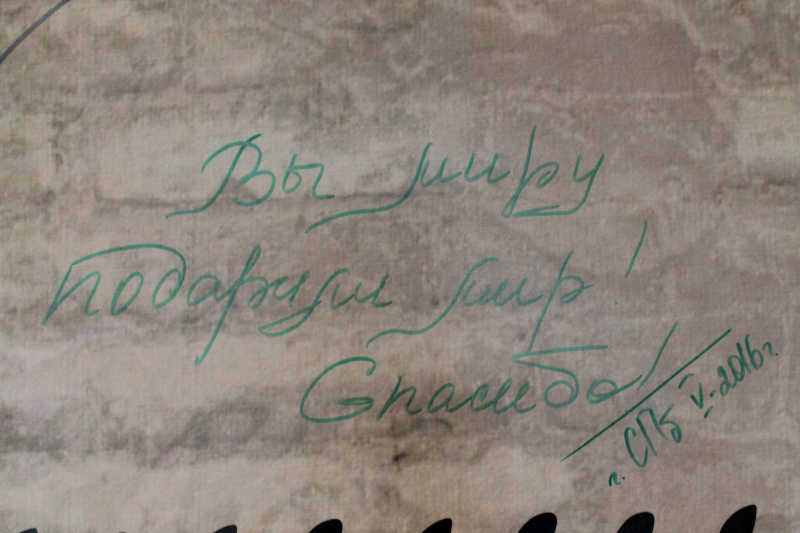 Вы миру
подарили мир!
Спасибо!
г. СПб V-2016г.